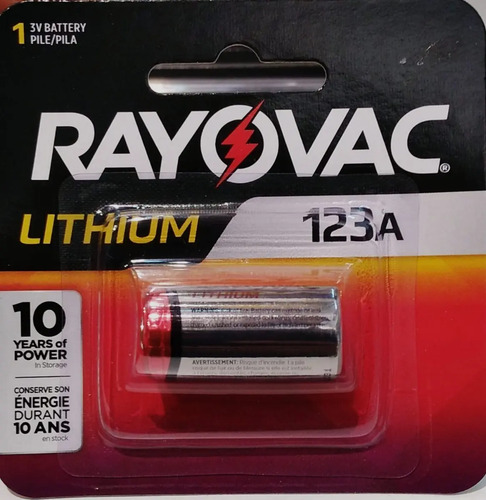 1 3V BATTERY
PILE/PILA
RAYOVAC®
LITHIUM
123A
LITHIUM
AVERTISSEMENT:
10
YEARS of
POWER
In Storage
CONSERVE SON
ÉNERGIE
DURANT
10 ANS
en stock